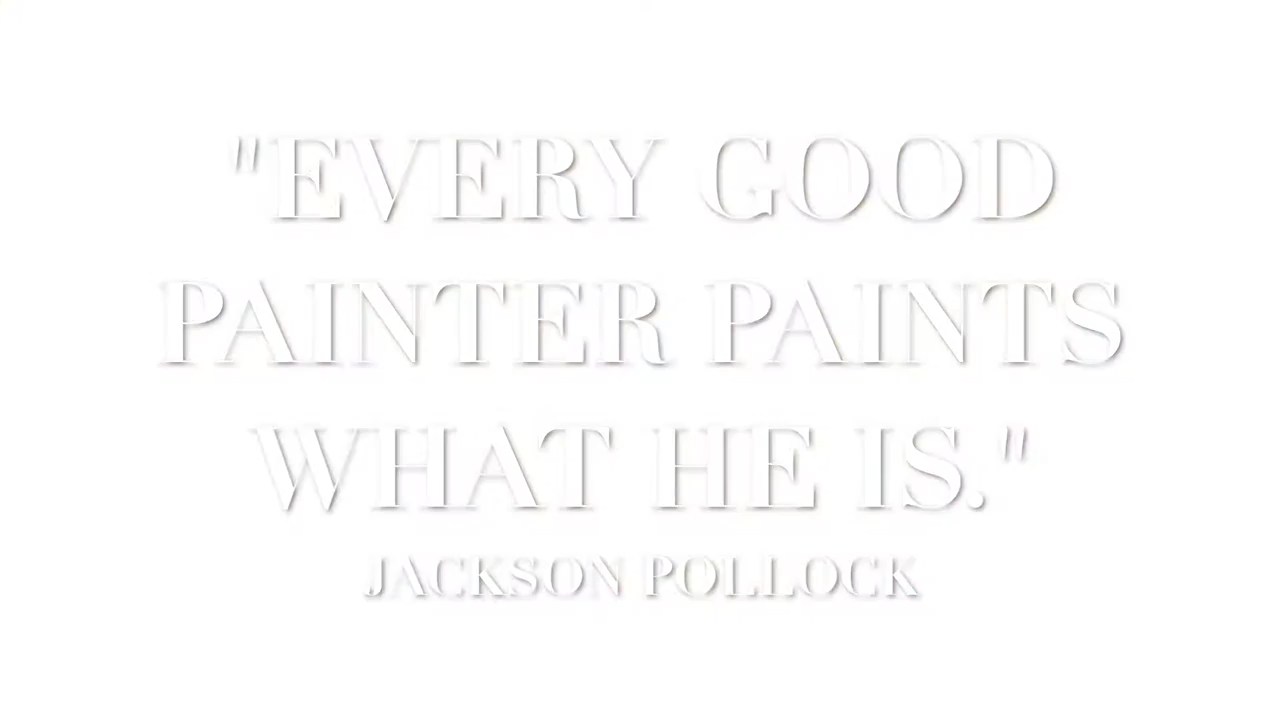 "EVERY GOOD
PAINTER PAINTS
WHAT HE IS."
JACKSON POLLOCK